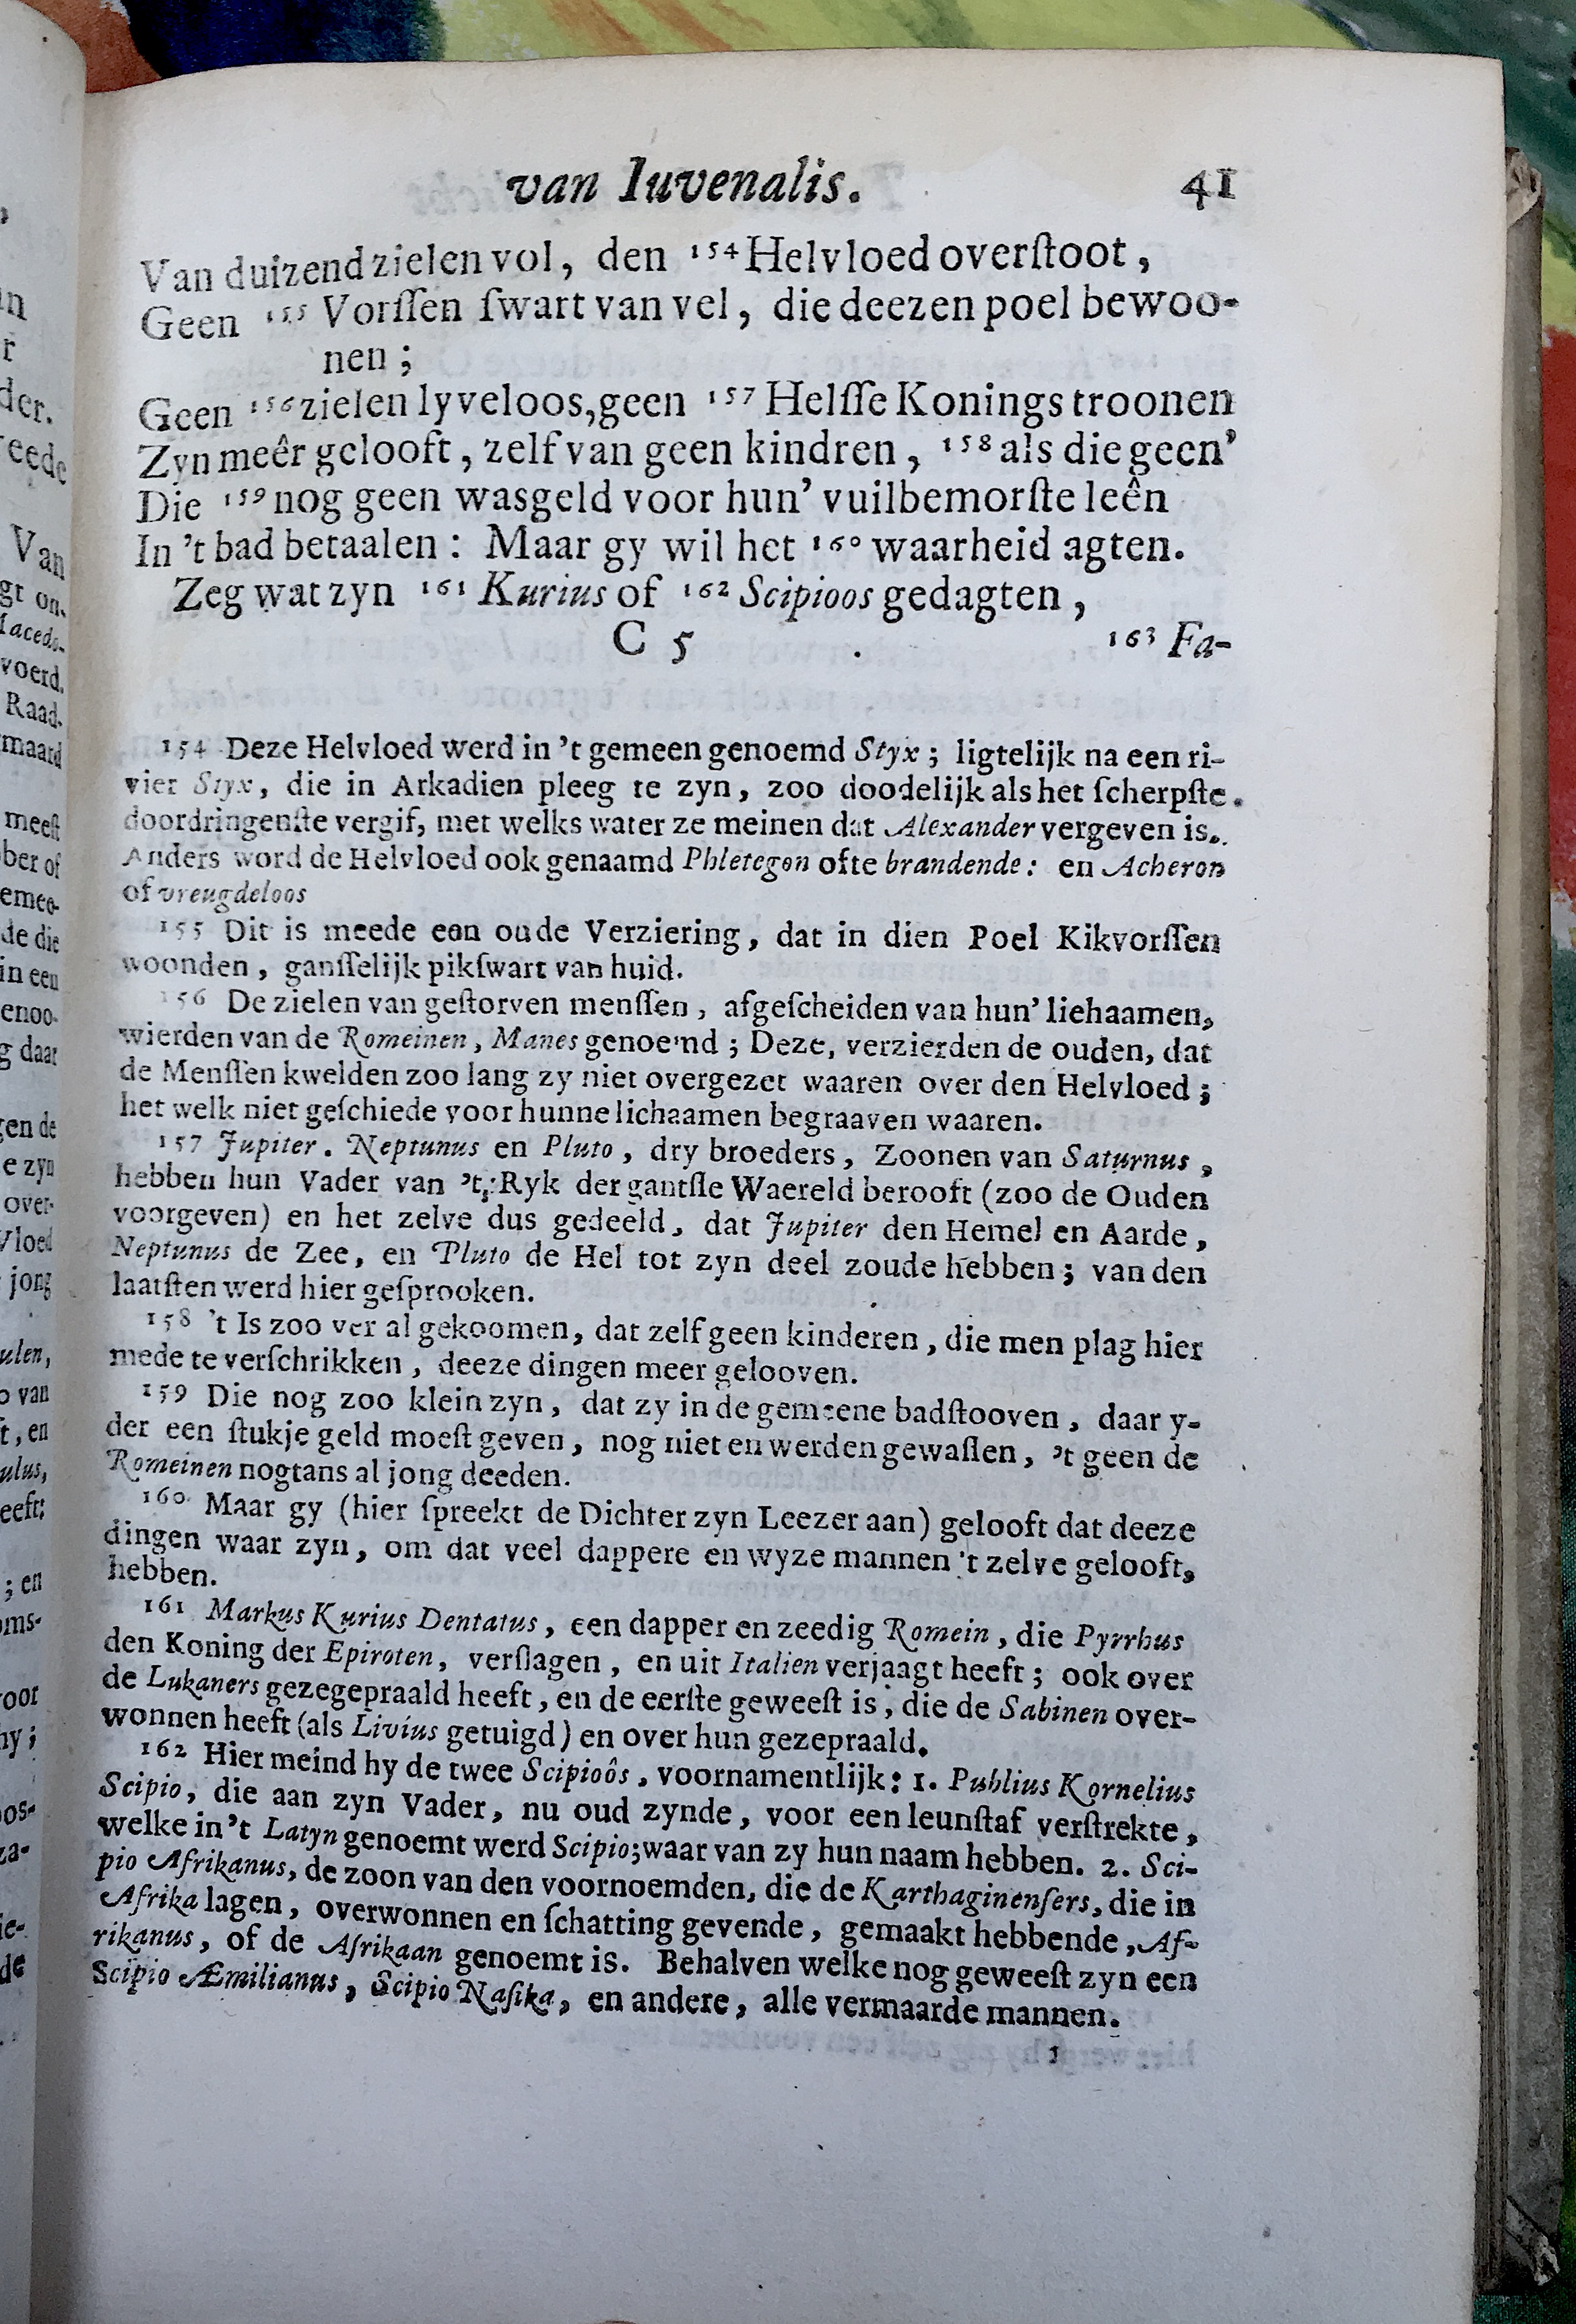 van Iuvenalis. 41
Van duizend zielen vol, den 154 Helvloed overſtoot,
Geen 155 Vorſſen ſwart van vel, die deezen poel bewoo-
nen;
Geen 156 zielen lyveloos, geen 157 Helſſe Konings troonen
Zyn meêr gelooft, zelf van geen kindren, 158 als die geen'
Die 159 nog geen wasgeld voor hun' vuilbemorſte leên
In 't bad betaalen: Maar gy wil het 160 waarheid agten.
Zeg wat zyn 161 Kurius of 162 Scipioos gedagten,
C 5 163 Fa-
154 Deze Helvloed werd in 't gemeen genoemd Styx; ligtelijk na een ri-
vier Styx, die in Arkadien pleeg te zyn, zoo doodelijk als het ſcherpſte.
doordringenſte vergif, met welks water ze meinen dat Alexander vergeven is.
Anders word de Helvloed ook genaamd Phletegon ofte brandende: en Acheron
of vreugdeloos
155 Dit is meede een oude Verziering, dat in dien Poel Kikvorſſen
woonden, ganſſelijk pikſwart van huid.
156 De zielen van geſtorven menſſen, afgeſcheiden van hun' liehaamen,
wierden van de Romeinen, Manes genoemd; Deze, verzierden de ouden, dat
de Menſſen kwelden zoo lang zy niet overgezet waaren over den Helvloed;
het welk niet geſchiede voor hunne lichaamen begraaven waaren.
157 Jupiter. Neptunus en Pluto, dry broeders, Zoonen van Saturnus,
hebben hun Vader van 't Ryk der gantſſe Waereld berooft (zoo de Ouden
voorgeven) en het zelve dus gedeeld, dat Jupiter den Hemel en Aarde,
Neptunus de Zee, en Pluto de Hel tot zyn deel zoude hebben; van den
laatſten werd hier geſprooken.
158 't Is zoo ver al gekoomen, dat zelf geen kinderen, die men plag hier
mede te verſchrikken, deeze dingen meer gelooven.
159 Die nog zoo klein zyn, dat zy in de gemeene badſtooven, daar y-
der een ſtukje geld moeſt geven, nog niet en werden gewaſſen, 't geen de
Romeinen nogtans al jong deeden.
160 Maar gy (hier ſpreekt de Dichter zyn Leezer aan) gelooft dat deeze
dingen waar zyn, om dat veel dappere en wyze mannen 't zelve gelooft,
hebben.
161 Markus Kurius Dentatus, een dapper en zeedig Romein, die Pyrrhus
den Koning der Epiroten, verſlagen, en uit Italien verjaagt heeft; ook over
de Lukaners gezegepraald heeft, en de eerſte geweeſt is, die de Sabinen over-
wonnen heeft (als Livius getuigd) en over hun gezepraald.
162 Hier meind hy de twee Scipioôs, voornamentlijk: 1. Publius Kornelius
Scipio, die aan zyn Vader, nu oud zynde, voor een leunſtaf verſtrekte,
welke in 't Latyn genoemt werd Scipio; waar van zy hun naam hebben. 2. Sci-
pio Afrikanus, de zoon van den voornoemden, die de Karthaginenſers, die in
Afrika lagen, overwonnen en ſchatting gevende, gemaakt hebbende, Af-
rikanus, of de Afrikaan genoemt is. Behalven welke nog geweeſt zyn een
Scipio Æmilianus, Scipio Naſika, en andere, alle vermaarde mannen.